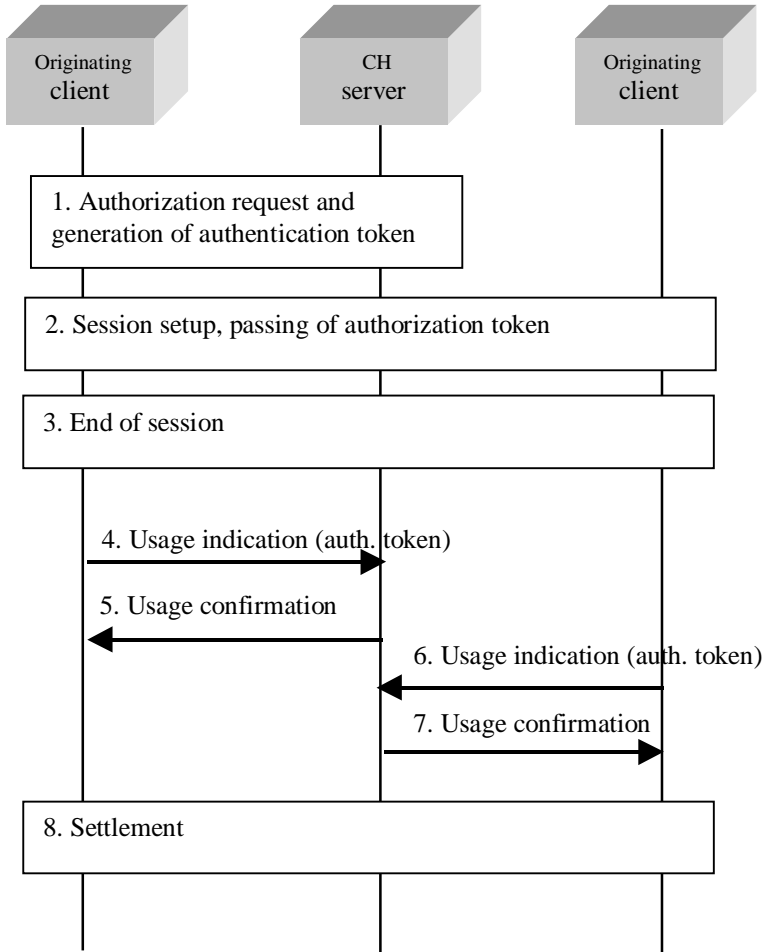 Originating
client
CH
server
Originating
client
1. Authorization request and
generation of authentication token
2. Session setup, passing of authorization token
3. End of session
4. Usage indication (auth. token)
5. Usage confirmation
6. Usage indication (auth. token)
7. Usage confirmation
8. Settlement